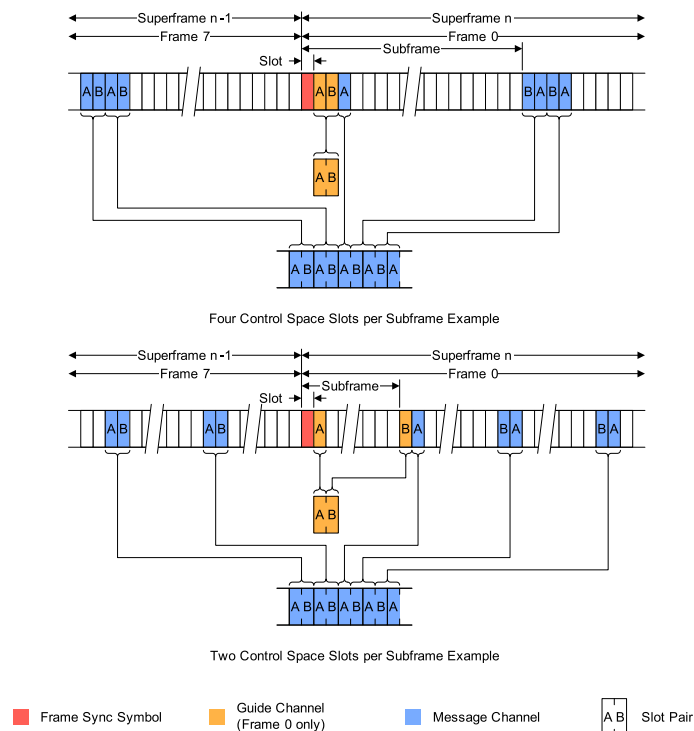 Superframe n-1 Superframe n
Frame 7 Frame 0
Subframe
Slot
A B A B A B A B A B A
A B
A B A B A B A B A
Four Control Space Slots per Subframe Example
Superframe n-1 Superframe n
Frame 7 Frame 0
Subframe
Slot
A B A B A B A B A B A
A B
A B A B A B A B A
Two Control Space Slots per Subframe Example
Frame Sync Symbol
Guide Channel
(Frame 0 only)
Message Channel
A B Slot Pair